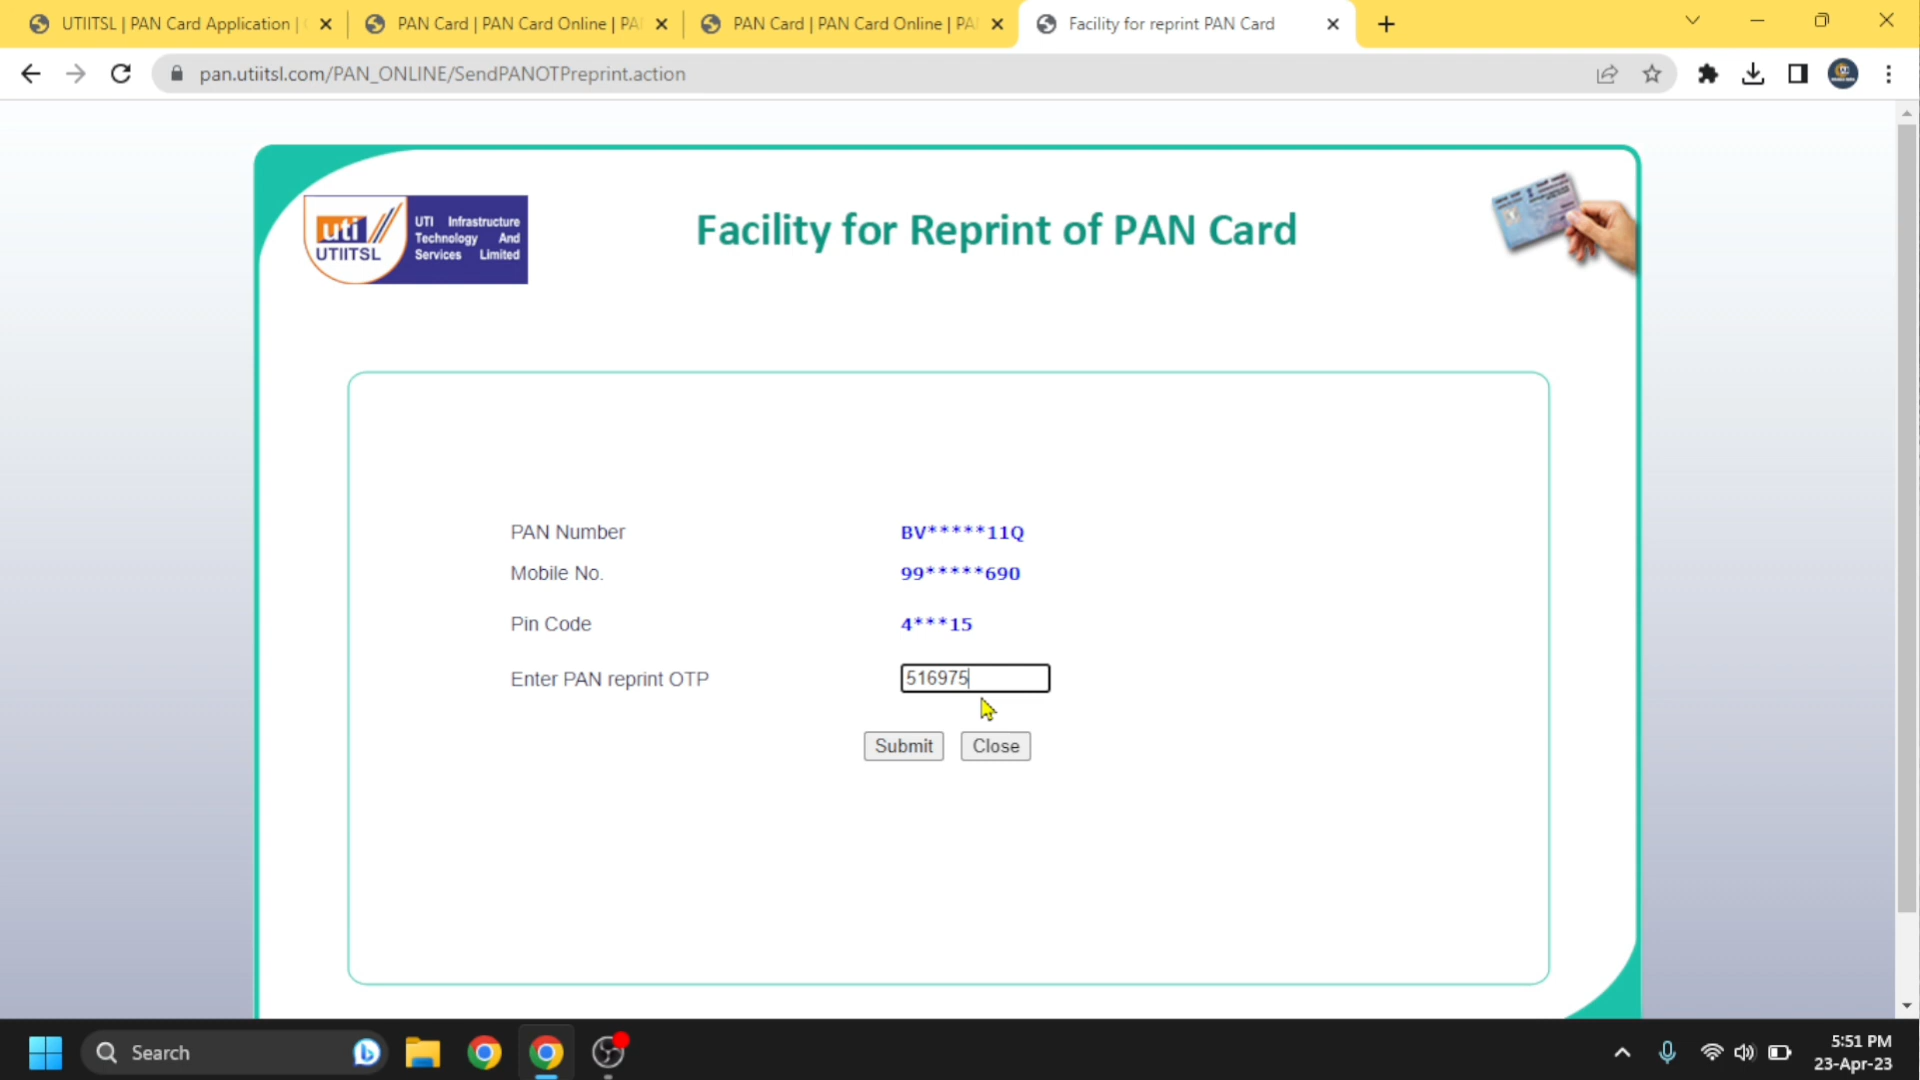 UTIITSL | PAN Card Application |
PAN Card | PAN Card Online | PA
PAN Card | PAN Card Online | PA
Facility for reprint PAN Card
pan.utiitsl.com/PAN_ONLINE/SendPANOTPreprint.action
uti
UTIITSL
UTI Infrastructure
Technology And
Services Limited
Facility for Reprint of PAN Card
PAN Number BV*****11Q
Mobile No. 99*****690
Pin Code 4***15
Enter PAN reprint OTP 516975
Submit Close
Search
5:51 PM
23-Apr-23